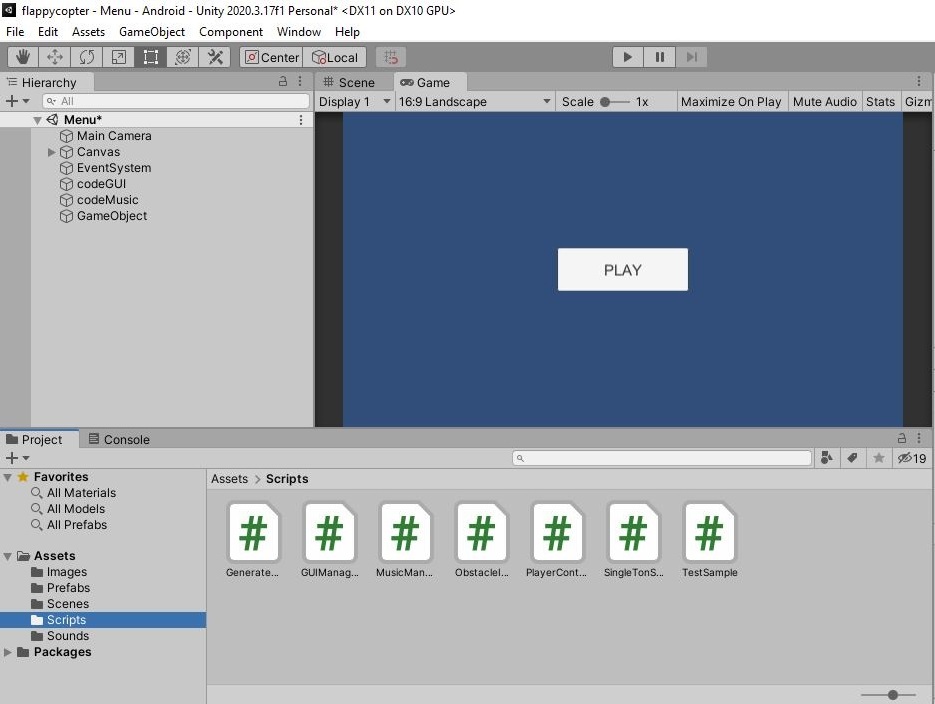 flappycopter - Menu - Android - Unity 2020.3.17f1 Personal* <DX11 on DX10 GPU>
File Edit Assets GameObject Component Window Help
Center Local
Hierarchy
All
Menu*
Main Camera
Canvas
EventSystem
codeGUI
codeMusic
GameObject
Scene Game
Display 1 16:9 Landscape Scale 1x Maximize On Play Mute Audio Stats Gizm
PLAY
Project Console
19
Favorites
All Materials
All Models
All Prefabs
Assets
Images
Prefabs
Scenes
Scripts
Sounds
Packages
Assets > Scripts
# # # # # # #
Generate... GUIManag... MusicMan... ObstacleI... PlayerCont... SingleTonS... TestSample